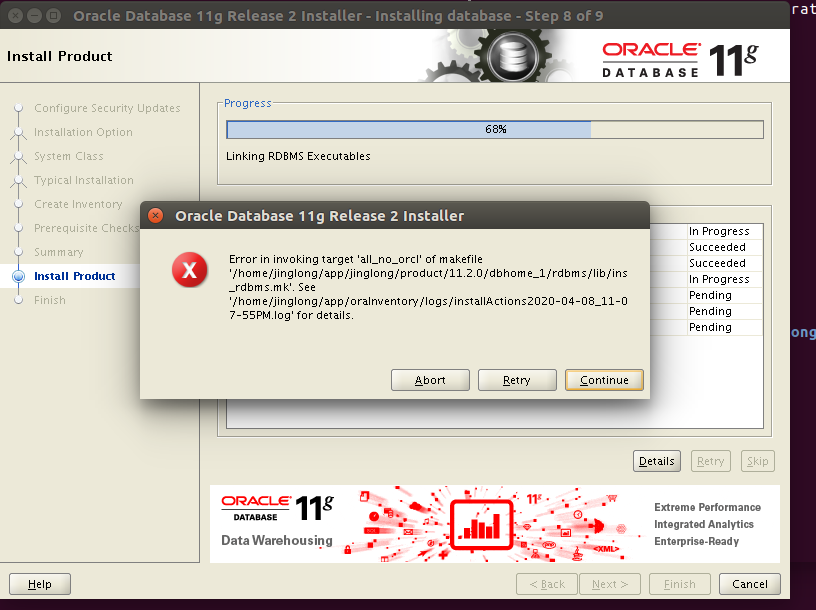 Oracle Database 11g Release 2 Installer - Installing database - Step 8 of 9
rat
Install Product
ORACLE
DATABASE 11g
Configure Security Updates
Installation Option
System Class
Typical Installation
Create Inventory
Prerequisite Checks
Summary
Install Product
Finish
Progress
68%
Linking RDBMS Executables
In Progress
Succeeded
Succeeded
In Progress
Pending
Pending
Pending
ong
Oracle Database 11g Release 2 Installer
Error in invoking target 'all_no_orcl' of makefile
'/home/jinglong/app/jinglong/product/11.2.0/dbhome_1/rdbms/lib/ins
_rdbms.mk'. See
'/home/jinglong/app/oraInventory/logs/installActions2020-04-08_11-0
7-55PM.log' for details.
Abort
Retry
Continue
Details
Retry
Skip
ORACLE
DATABASE 11g
Data Warehousing
11g
<XML>
Extreme Performance
Integrated Analytics
Enterprise-Ready
Help
< Back
Next >
Finish
Cancel